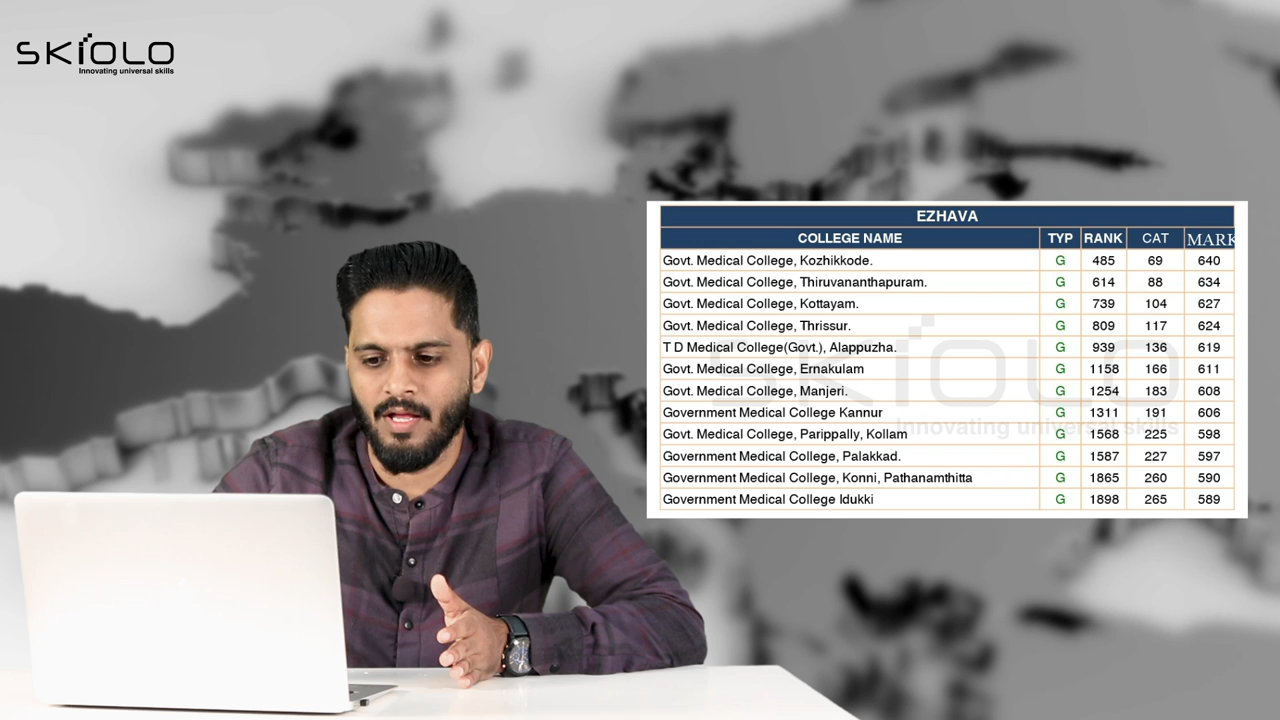 SKIOLO
Innovating universal skills
EZHAVA
COLLEGE NAME TYP RANK CAT MARK
Govt. Medical College, Kozhikkode. G 485 69 640
Govt. Medical College, Thiruvananthapuram. G 614 88 634
Govt. Medical College, Kottayam. G 739 104 627
Govt. Medical College, Thrissur. G 809 117 624
T D Medical College(Govt.), Alappuzha. G 939 136 619
Govt. Medical College, Ernakulam G 1158 166 611
Govt. Medical College, Manjeri. G 1254 183 608
Government Medical College Kannur G 1311 191 606
Govt. Medical College, Parippally, Kollam G 1568 225 598
Government Medical College, Palakkad. G 1587 227 597
Government Medical College, Konni, Pathanamthitta G 1865 260 590
Government Medical College Idukki G 1898 265 589
SKIOLO
Innovating universal skills